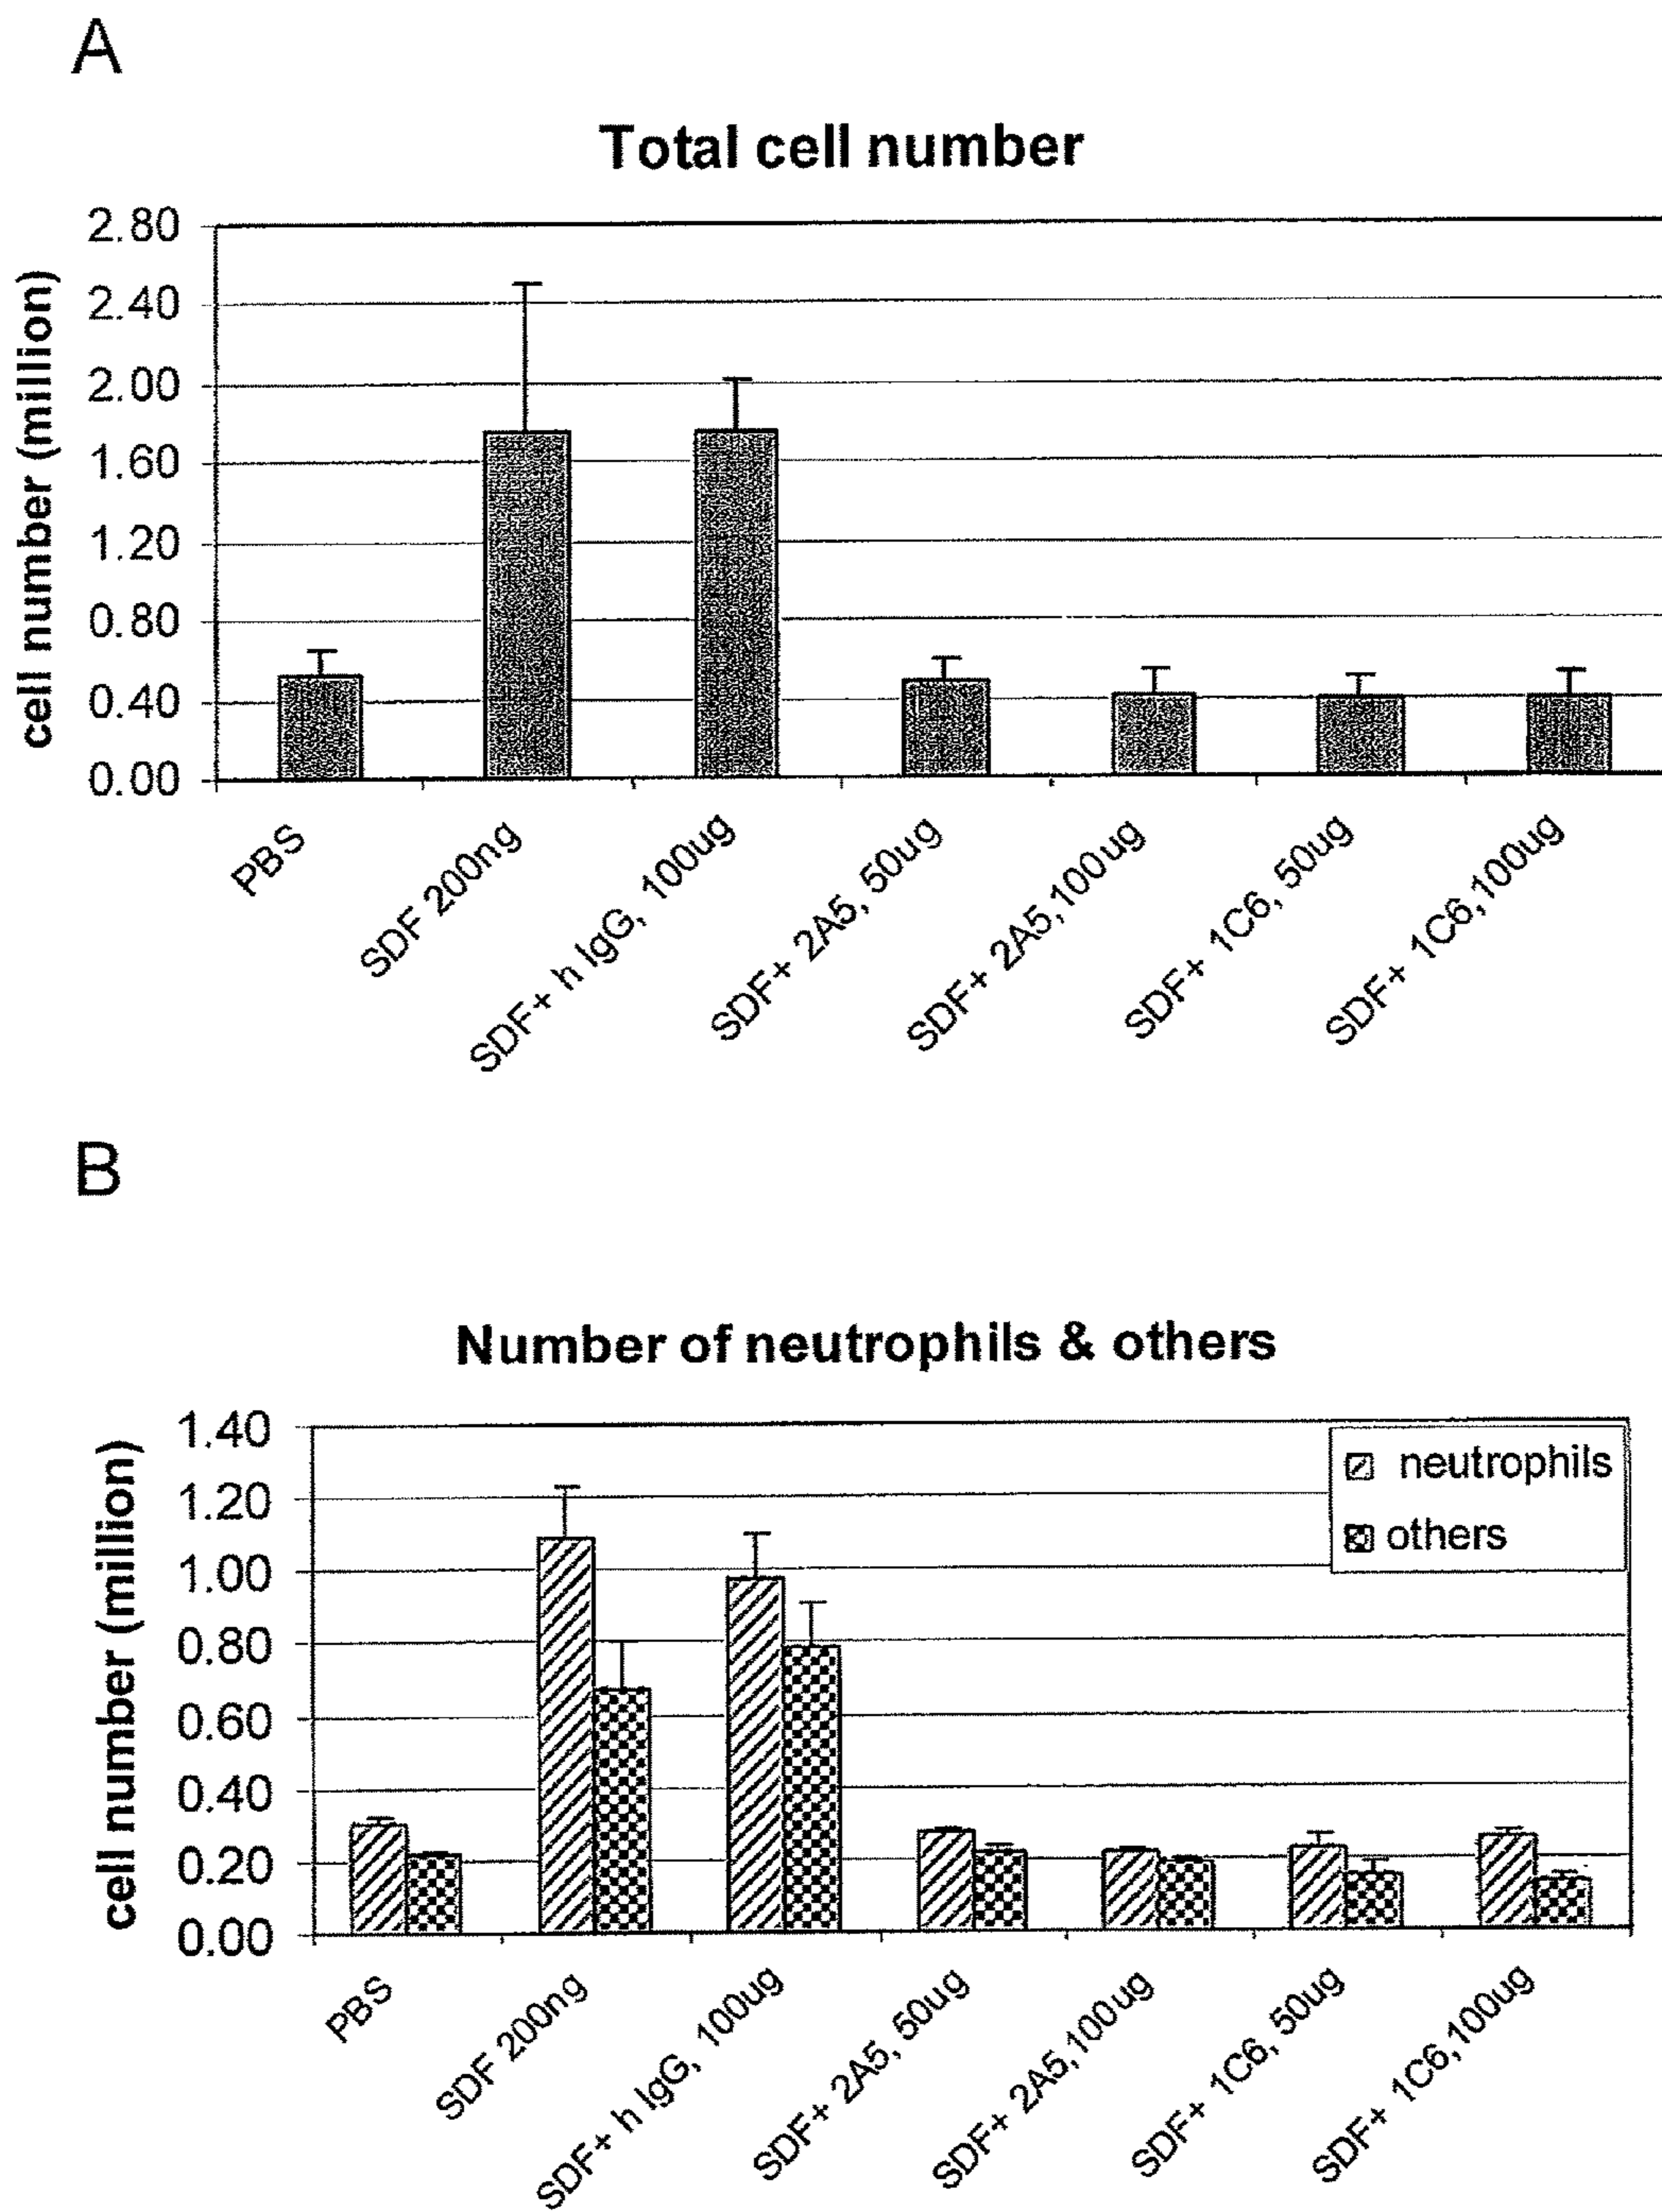 A
Total cell number
cell number (million)
2.80
2.40
2.00
1.60
1.20
0.80
0.40
0.00
PBS
SDF 200ng
SDF+ h IgG, 100ug
SDF+ 2A5, 50ug
SDF+ 2A5,100ug
SDF+ 1C6, 50ug
SDF+ 1C6,100ug
B
Number of neutrophils & others
cell number (million)
1.40
1.20
1.00
0.80
0.60
0.40
0.20
0.00
neutrophils
others
PBS
SDF 200ng
SDF+ h IgG, 100ug
SDF+ 2A5, 50ug
SDF+ 2A5,100ug
SDF+ 1C6, 50ug
SDF+ 1C6,100ug